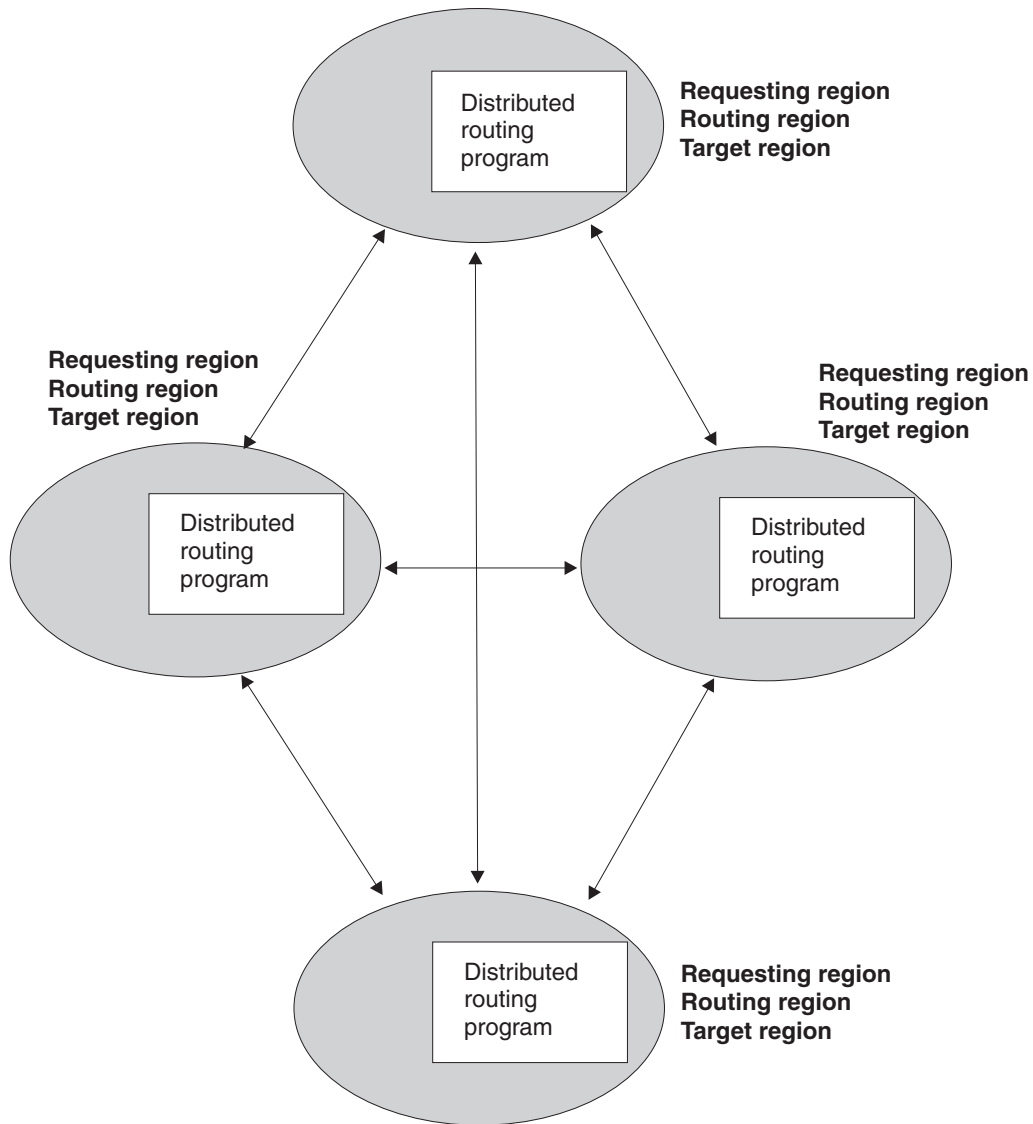 Distributed
routing
program
Requesting region
Routing region
Target region
Requesting region
Routing region
Target region
Requesting region
Routing region
Target region
Distributed
routing
program
Distributed
routing
program
Distributed
routing
program
Requesting region
Routing region
Target region